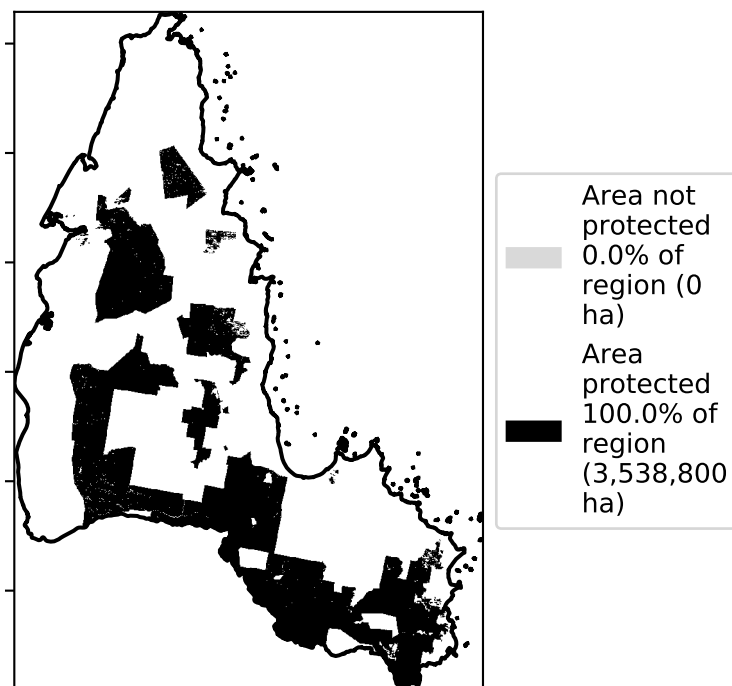 Area not
protected
0.0% of
region (0
ha)
Area
protected
100.0% of
region
(3,538,800
ha)